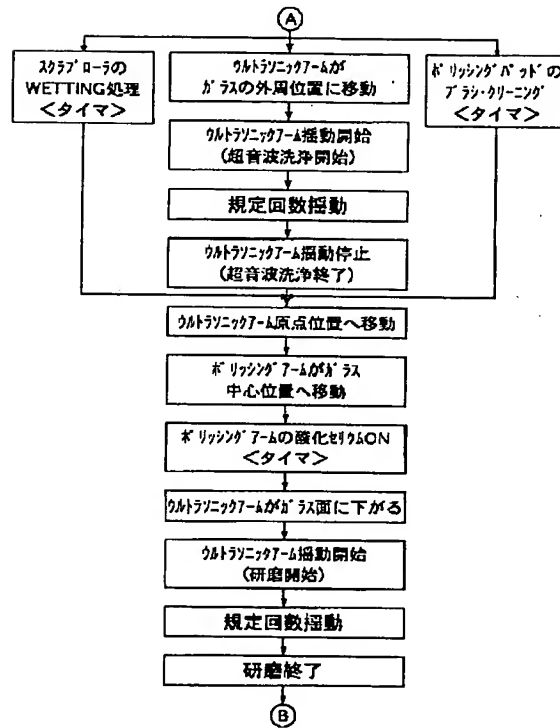 A
スクラブローラの
WETTING処理
<タイマ>
ウルトラソニックアームが
ガラスの外周位置に移動
ポリッシングパッドの
ブラシ・クリーニング
<タイマ>
ウルトラソニックアーム揺動開始
(超音波洗浄開始)
規定回数揺動
ウルトラソニックアーム揺動停止
(超音波洗浄終了)
ウルトラソニックアーム原点位置へ移動
ポリッシングアームがガラス
中心位置へ移動
ポリッシングアームの酸化セリウムON
<タイマ>
ウルトラソニックアームがガラス面に下がる
ウルトラソニックアーム揺動開始
(研磨開始)
規定回数揺動
研磨終了
B